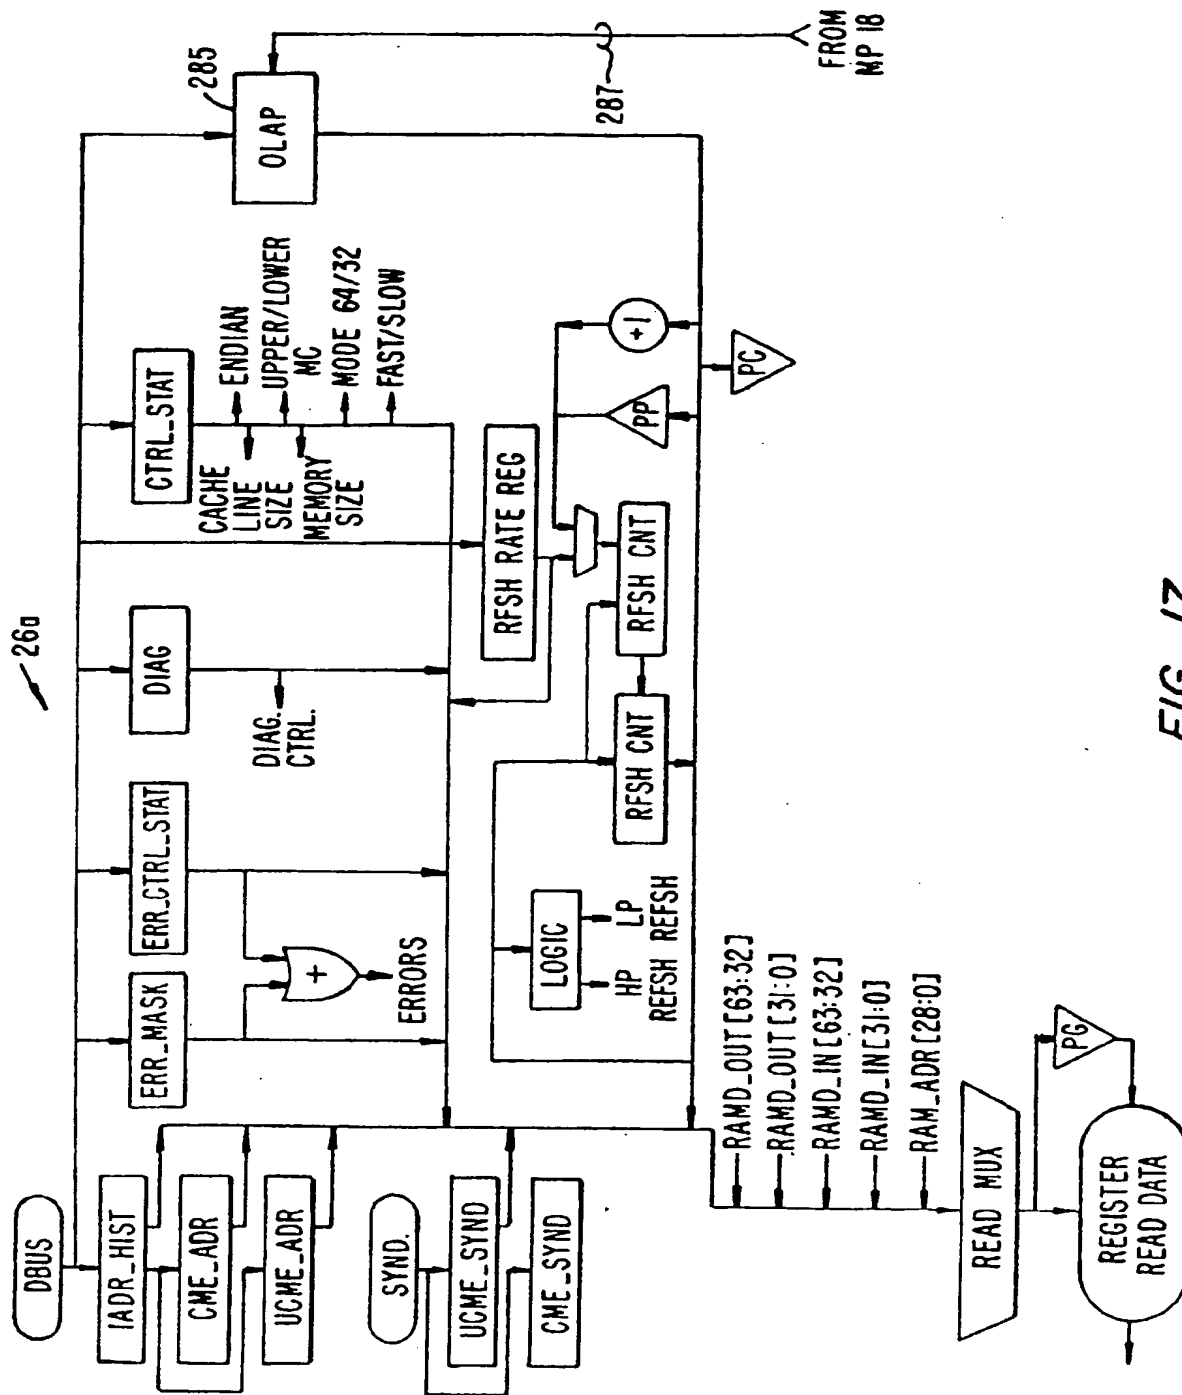 26a
DBUS
IADR_HIST
CME_ADR
UCME_ADR
SYND.
UCME_SYND
CME_SYND
ERR_MASK
ERR_CTRL_STAT
+
ERRORS
DIAG
DIAG.
CTRL.
CTRL_STAT
ENDIAN
CACHE
LINE
SIZE
UPPER/LOWER
MC
MEMORY
SIZE
MODE 64/32
FAST/SLOW
OLAP
285
287
FROM
MP 18
RFSH RATE REG
RFSH CNT
RFSH CNT
PP
+1
PC
LOGIC
HP
REFSH
LP
REFSH
RAMD_OUT[63:32]
RAMD_OUT[31:0]
RAMD_IN[63:32]
RAMD_IN[31:0]
RAM_ADR[28:0]
READ MUX
PG
REGISTER
READ DATA